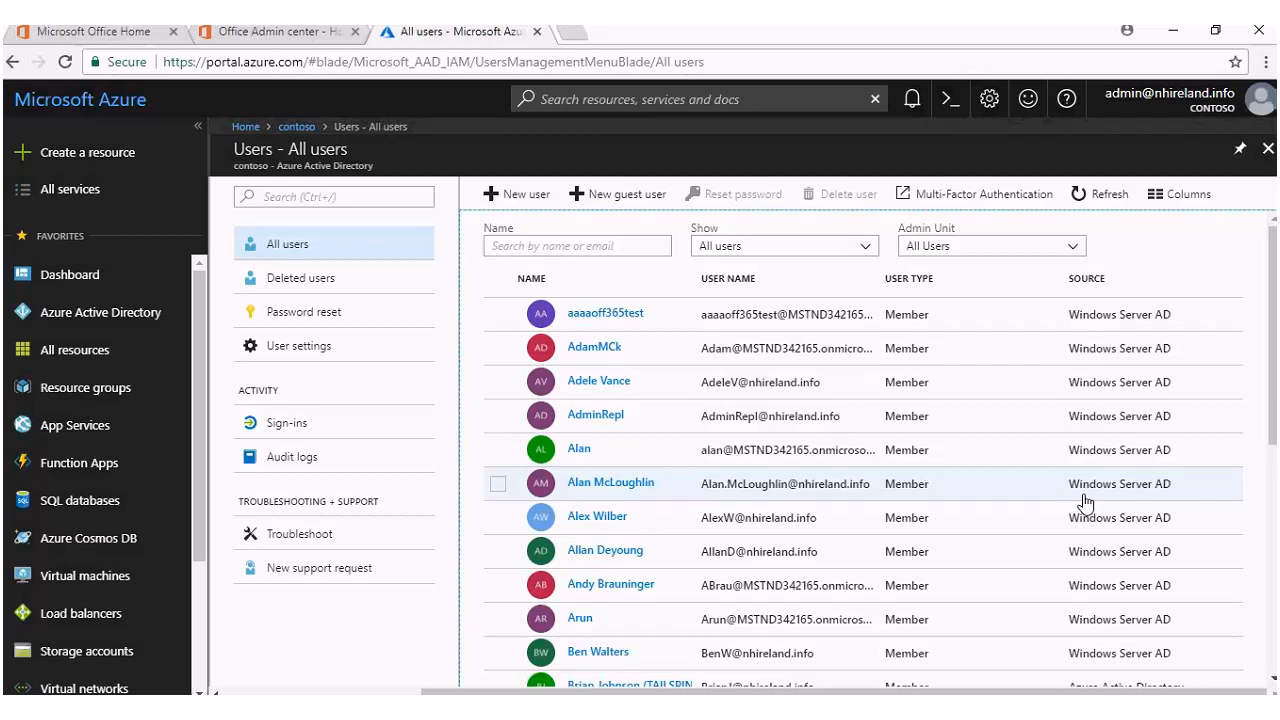 Microsoft Office Home
Office Admin center - Ho
All users - Microsoft Azu
Secure
https://portal.azure.com/#blade/Microsoft_AAD_IAM/UsersManagementMenuBlade/All users
Microsoft Azure
Search resources, services and docs
admin@nhireland.info
CONTOSO
Home > contoso > Users - All users
Users - All users
contoso - Azure Active Directory
Create a resource
All services
FAVORITES
Dashboard
Azure Active Directory
All resources
Resource groups
App Services
Function Apps
SQL databases
Azure Cosmos DB
Virtual machines
Load balancers
Storage accounts
Virtual networks
Search (Ctrl+/)
All users
Deleted users
Password reset
User settings
ACTIVITY
Sign-ins
Audit logs
TROUBLESHOOTING + SUPPORT
Troubleshoot
New support request
New user
New guest user
Reset password
Delete user
Multi-Factor Authentication
Refresh
Columns
Name
Show
Admin Unit
Search by name or email
All users
All Users
NAME USER NAME USER TYPE SOURCE
AA aaaaoff365test aaaaoff365test@MSTND342165... Member Windows Server AD
AD AdamMCk Adam@MSTND342165.onmicro... Member Windows Server AD
AV Adele Vance AdeleV@nhireland.info Member Windows Server AD
AD AdminRepl AdminRepl@nhireland.info Member Windows Server AD
AL Alan alan@MSTND342165.onmicroso... Member Windows Server AD
AM Alan McLoughlin Alan.McLoughlin@nhireland.info Member Windows Server AD
AW Alex Wilber AlexW@nhireland.info Member Windows Server AD
AD Allan Deyoung AllanD@nhireland.info Member Windows Server AD
AB Andy Brauninger ABrau@MSTND342165.onmicro... Member Windows Server AD
AR Arun Arun@MSTND342165.onmicros... Member Windows Server AD
BW Ben Walters BenW@nhireland.info Member Windows Server AD
Brian Johnson (TAILSPIN BrianJ@nhireland.info Member Azure Active Directory